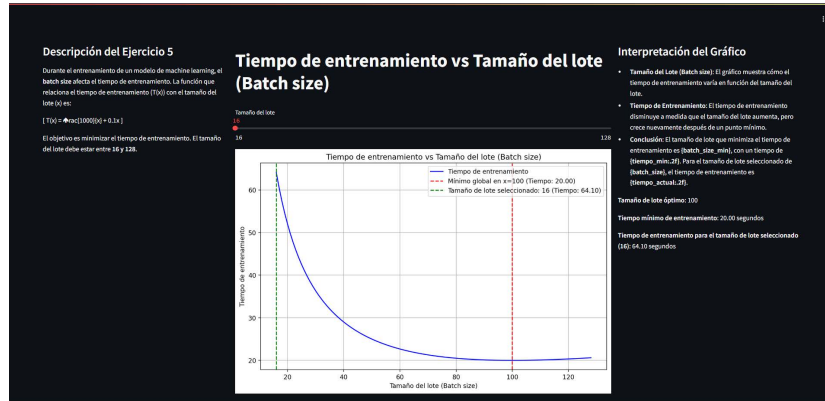 Descripción del Ejercicio 5
Durante el entrenamiento de un modelo de machine learning, el
batch size afecta el tiempo de entrenamiento. La función que
relaciona el tiempo de entrenamiento (T(x)) con el tamaño del
lote (x) es:
[ T(x) = rac{1000}{x} + 0.1x ]
El objetivo es minimizar el tiempo de entrenamiento. El tamaño
del lote debe estar entre 16 y 128.
Tiempo de entrenamiento vs Tamaño del lote
(Batch size)
Tamaño del lote
16
16
128
Tiempo de entrenamiento vs Tamaño del lote (Batch size)
Tiempo de entrenamiento
Mínimo global en x=100 (Tiempo: 20.00)
Tamaño de lote seleccionado: 16 (Tiempo: 64.10)
Tiempo de entrenamiento
60
50
40
30
20
20
40
60
80
100
120
Tamaño del lote (Batch size)
Interpretación del Gráfico
• Tamaño del Lote (Batch size): El gráfico muestra cómo el
tiempo de entrenamiento varía en función del tamaño del
lote.
• Tiempo de Entrenamiento: El tiempo de entrenamiento
disminuye a medida que el tamaño del lote aumenta, pero
crece nuevamente después de un punto mínimo.
• Conclusión: El tamaño de lote que minimiza el tiempo de
entrenamiento es {batch_size_min}, con un tiempo de
{tiempo_min:.2f}. Para el tamaño de lote seleccionado de
{batch_size}, el tiempo de entrenamiento es
{tiempo_actual:.2f}.
Tamaño de lote óptimo: 100
Tiempo mínimo de entrenamiento: 20.00 segundos
Tiempo de entrenamiento para el tamaño de lote seleccionado
(16): 64.10 segundos